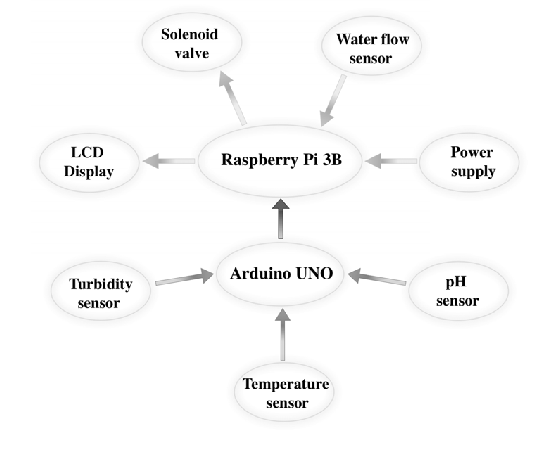 Solenoid
valve
Water flow
sensor
LCD
Display
Raspberry Pi 3B
Power
supply
Turbidity
sensor
Arduino UNO
pH
sensor
Temperature
sensor